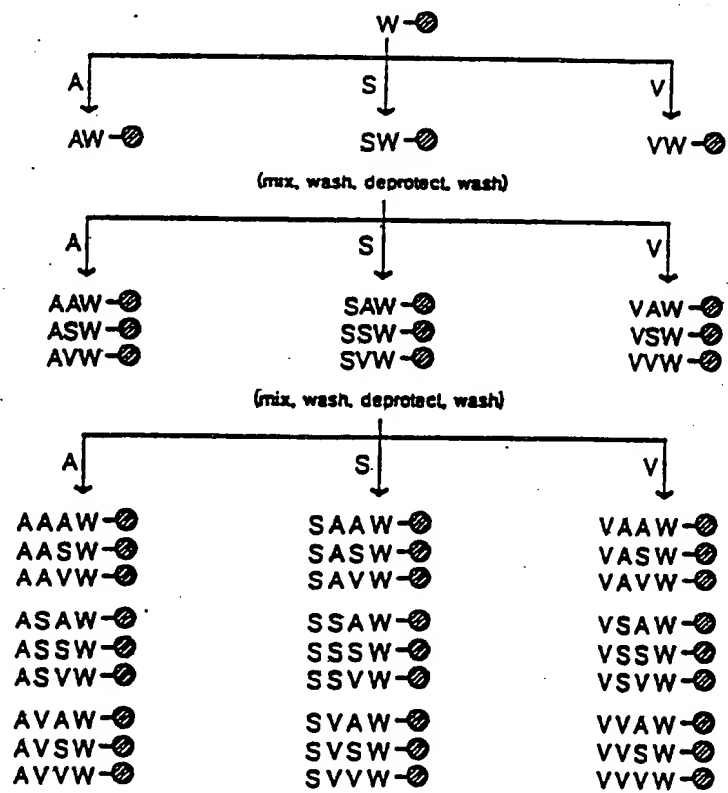 W
A S V
AW SW VW
(mix, wash, deprotect, wash)
A S V
AAW SAW VAW
ASW SSW VSW
AVW SVW VVW
(mix, wash, deprotect, wash)
A S V
AAAW SAAW VAAW
AASW SASW VASW
AAVW SAVW VAVW
ASAW SSAW VSAW
ASSW SSSW VSSW
ASVW SSVW VSVW
AVAW SVAW VVAW
AVSW SVSW VVSW
AVVW SVVW VVVW